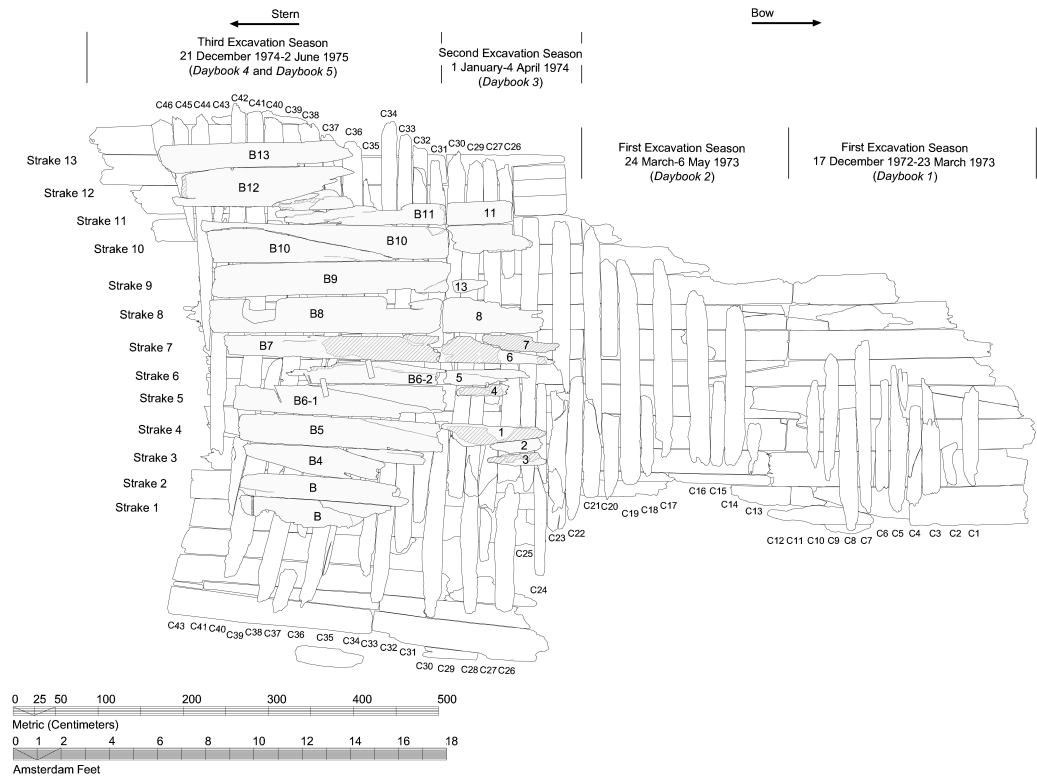 Stern
Bow
Third Excavation Season
21 December 1974-2 June 1975
(Daybook 4 and Daybook 5)
Second Excavation Season
1 January-4 April 1974
(Daybook 3)
First Excavation Season
24 March-6 May 1973
(Daybook 2)
First Excavation Season
17 December 1972-23 March 1973
(Daybook 1)
C46 C45 C44 C43 C42 C41 C40 C39 C38 C37 C36 C35 C34 C33 C32 C31 C30 C29 C27 C26
Strake 13
B13
Strake 12
B12
Strake 11
B11
11
Strake 10
B10
B10
Strake 9
B9
13
Strake 8
B8
8
Strake 7
B7
7
6
Strake 6
B6-2
5
Strake 5
B6-1
4
Strake 4
B5
1
2
Strake 3
B4
3
Strake 2
B
Strake 1
B
C25
C24
C23 C22
C21 C20 C19 C18 C17
C16 C15 C14 C13
C12 C11 C10 C9 C8 C7 C6 C5 C4 C3 C2 C1
C43 C41 C40 C39 C38 C37 C36 C35 C34 C33 C32 C31 C30 C29 C28 C27 C26
0 25 50 100 200 300 400 500
Metric (Centimeters)
0 1 2 4 6 8 10 12 14 16 18
Amsterdam Feet